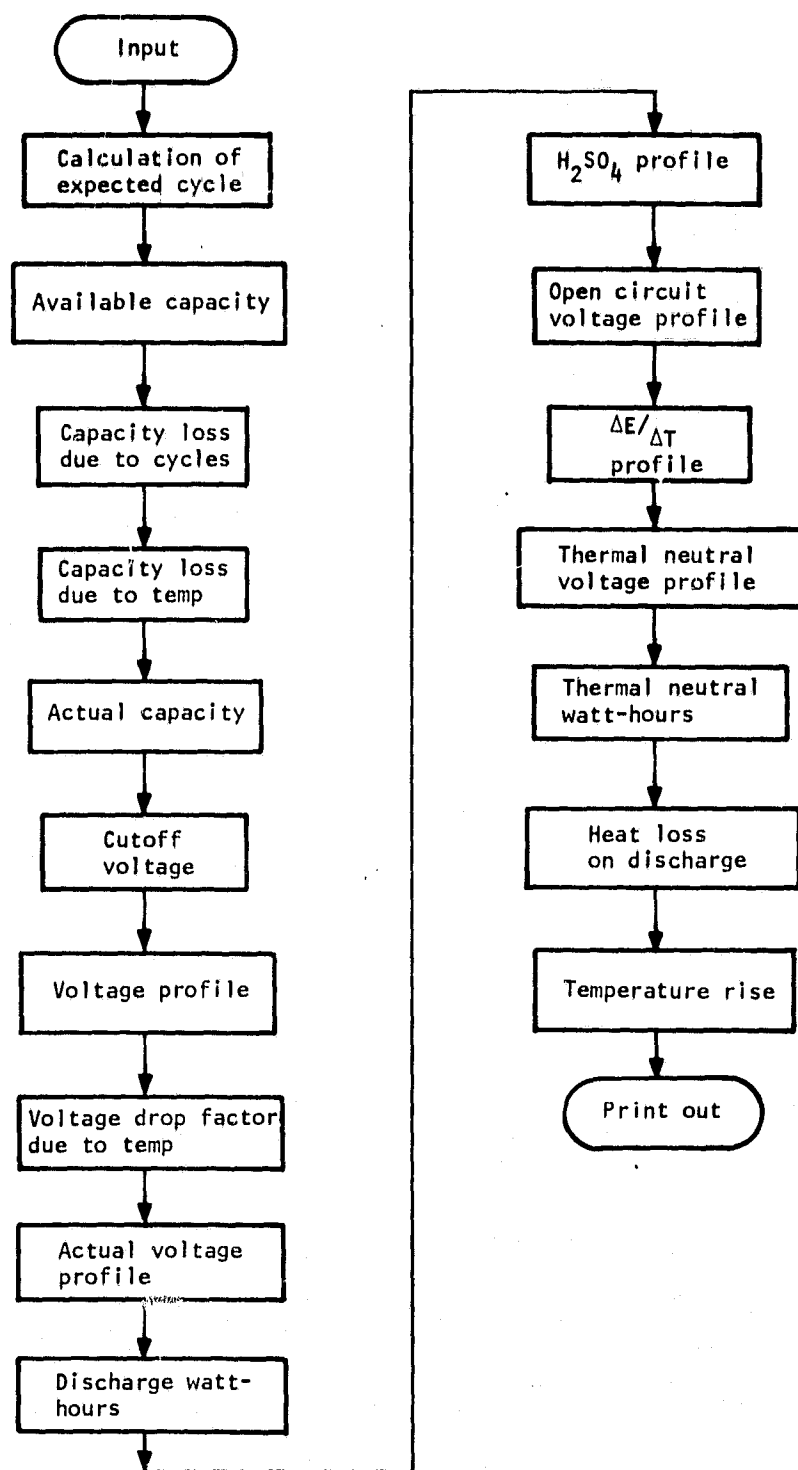 Input
Calculation of
expected cycle
Available capacity
Capacity loss
due to cycles
Capacity loss
due to temp
Actual capacity
Cutoff
voltage
Voltage profile
Voltage drop factor
due to temp
Actual voltage
profile
Discharge watt-
hours
H₂SO₄ profile
Open circuit
voltage profile
ΔE/ΔT
profile
Thermal neutral
voltage profile
Thermal neutral
watt-hours
Heat loss
on discharge
Temperature rise
Print out